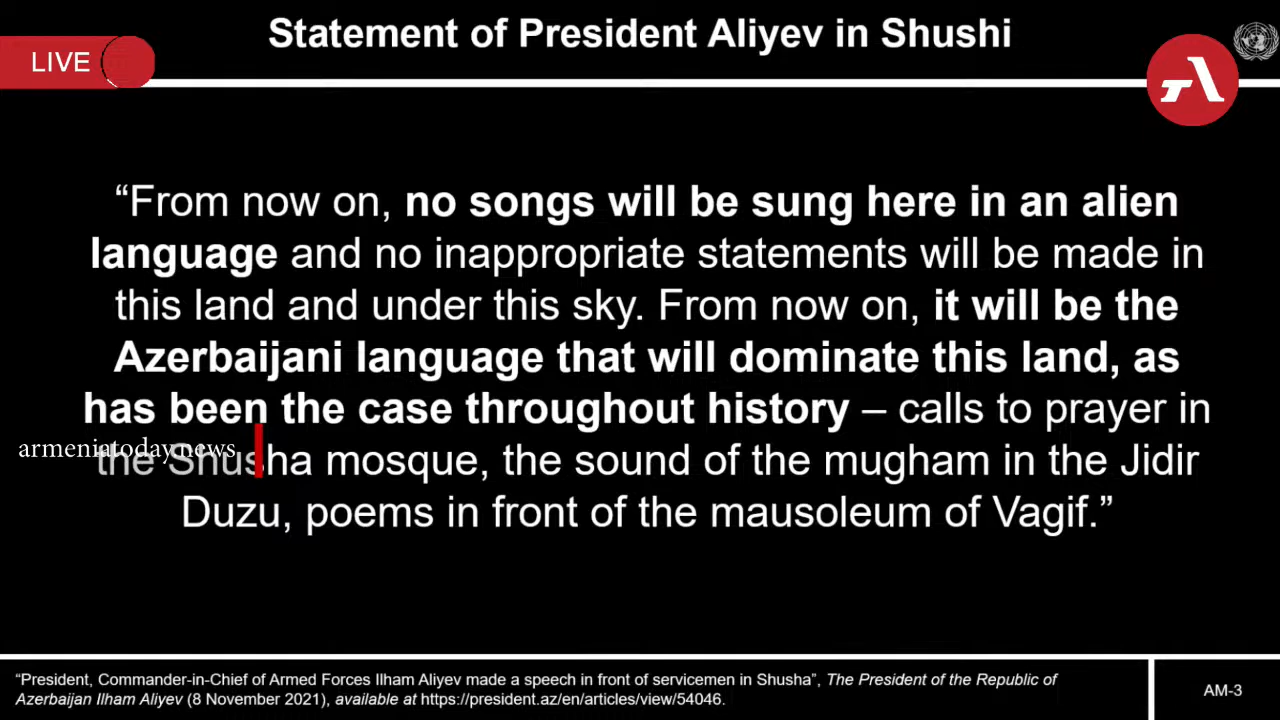 Statement of President Aliyev in Shushi
LIVE
“From now on, no songs will be sung here in an alien
language and no inappropriate statements will be made in
this land and under this sky. From now on, it will be the
Azerbaijani language that will dominate this land, as
has been the case throughout history – calls to prayer in
armeniatoday.news
the Shusha mosque, the sound of the mugham in the Jidir
Duzu, poems in front of the mausoleum of Vagif.”
“President, Commander-in-Chief of Armed Forces Ilham Aliyev made a speech in front of servicemen in Shusha”, The President of the Republic of
Azerbaijan Ilham Aliyev (8 November 2021), available at https://president.az/en/articles/view/54046.
AM-3